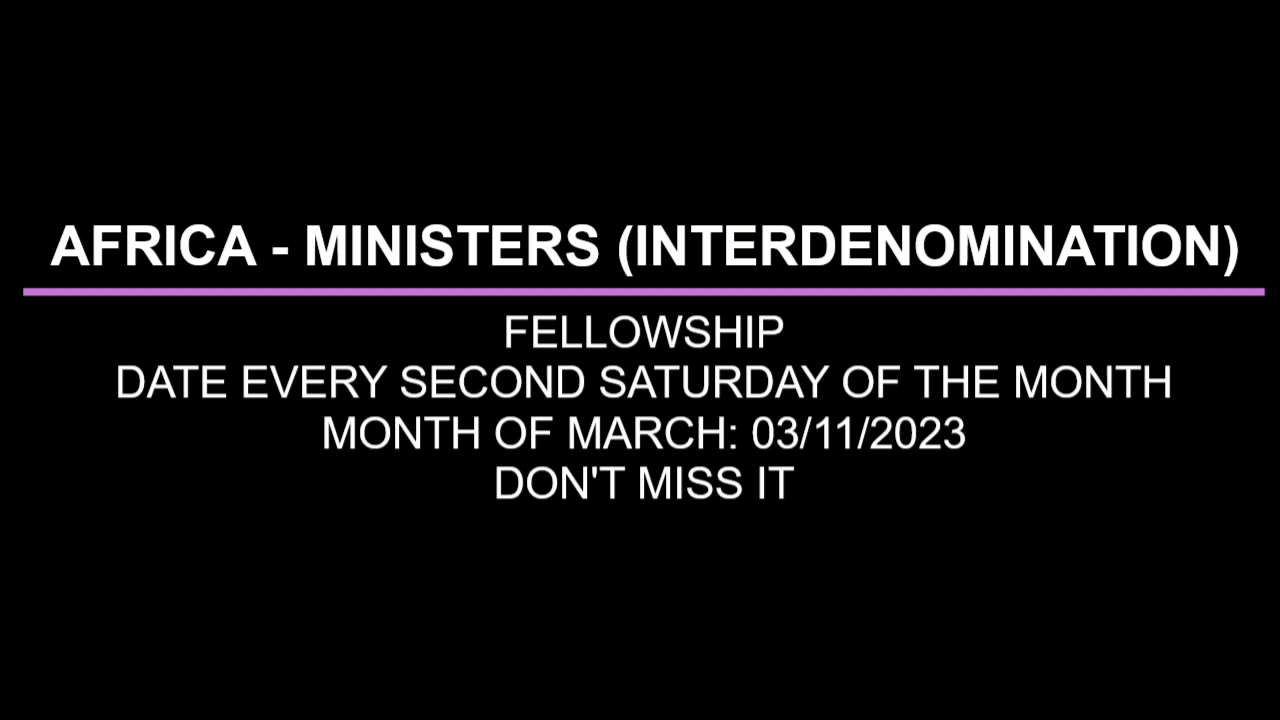 AFRICA - MINISTERS (INTERDENOMINATION)
FELLOWSHIP
DATE EVERY SECOND SATURDAY OF THE MONTH
MONTH OF MARCH: 03/11/2023
DON'T MISS IT